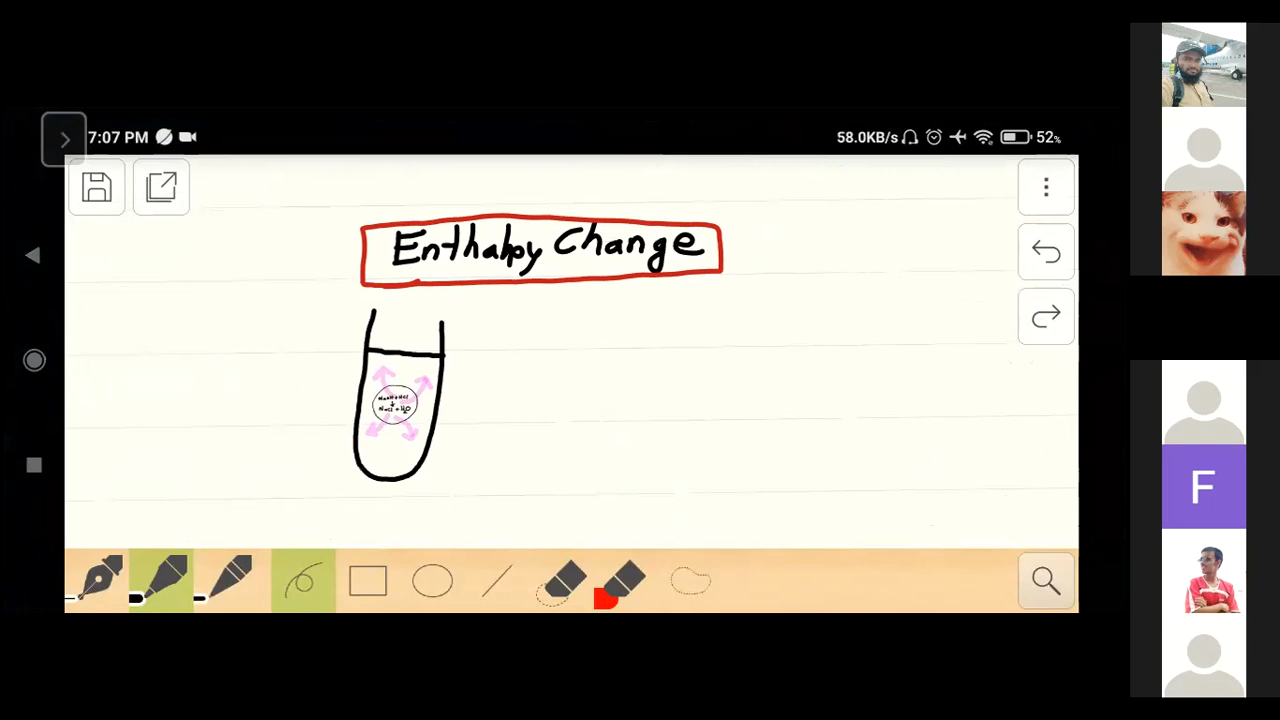 7:07 PM
58.0KB/s 52%
Enthalpy Change
NaOH + HCl
NaCl + H2O
F